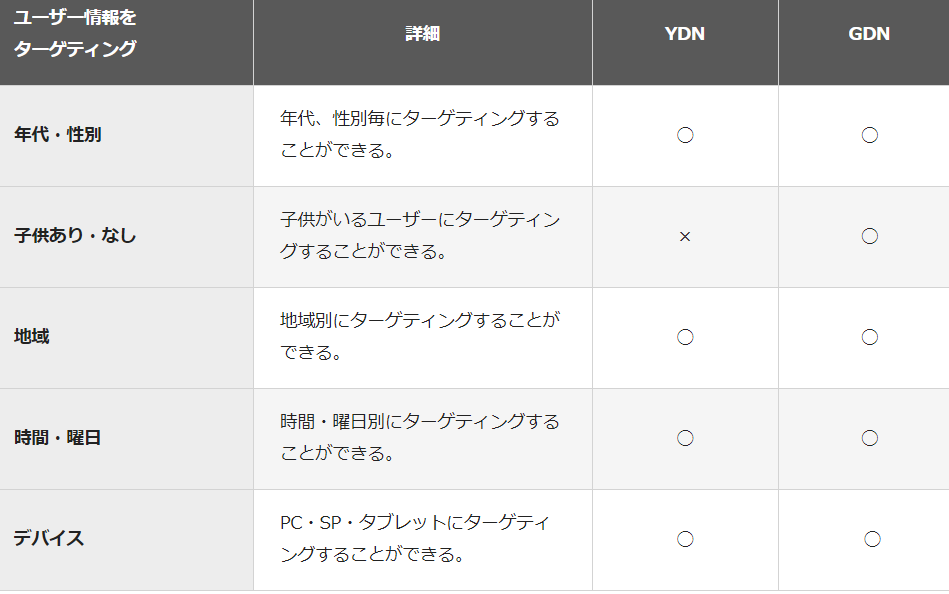 ユーザー情報を
ターゲティング
詳細
YDN
GDN
年代・性別
年代、性別毎にターゲティングする
ことができる。
〇
〇
子供あり・なし
子供がいるユーザーにターゲティン
グすることができる。
×
〇
地域
地域別にターゲティングすることが
できる。
〇
〇
時間・曜日
時間・曜日別にターゲティングする
ことができる。
〇
〇
デバイス
PC・SP・タブレットにターゲティ
ングすることができる。
〇
〇